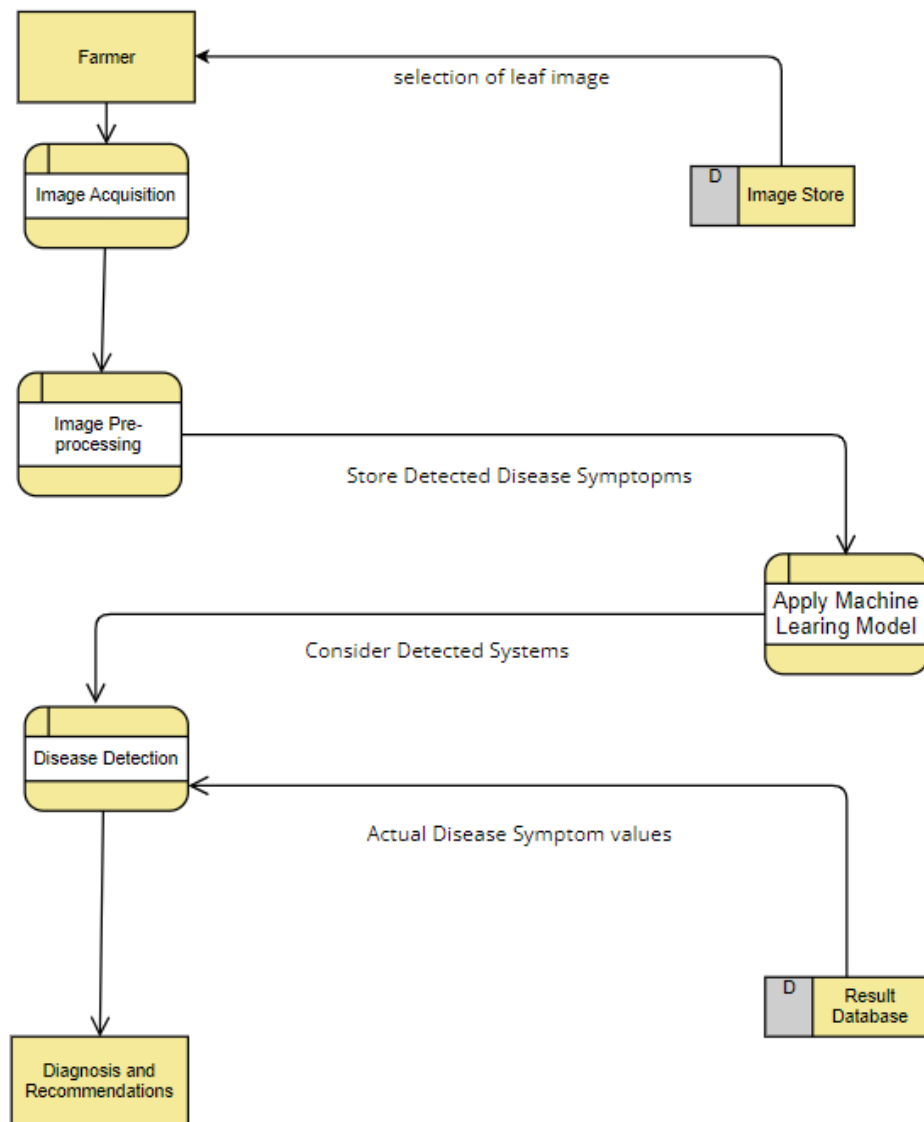 Farmer
selection of leaf image
D
Image Store
Image Acquisition
Image Pre-
processing
Store Detected Disease Symptopms
Apply Machine
Learing Model
Consider Detected Systems
Disease Detection
Actual Disease Symptom values
D
Result
Database
Diagnosis and
Recommendations